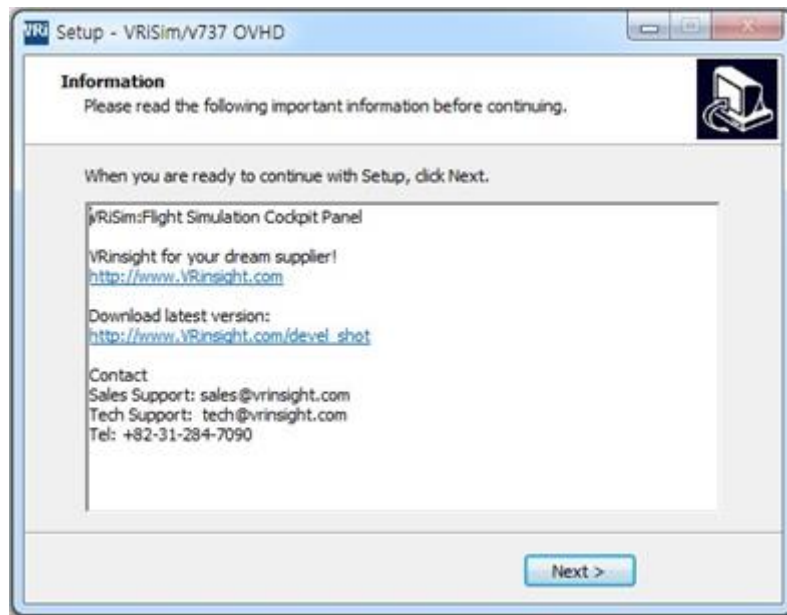 VRi Setup - VRiSim/v737 OVHD
Information
Please read the following important information before continuing.
When you are ready to continue with Setup, click Next.
VRiSim:Flight Simulation Cockpit Panel
VRinsight for your dream supplier!
http://www.VRinsight.com
Download latest version:
http://www.VRinsight.com/devel_shot
Contact
Sales Support: sales@vrinsight.com
Tech Support:  tech@vrinsight.com
Tel: +82-31-284-7090
Next >